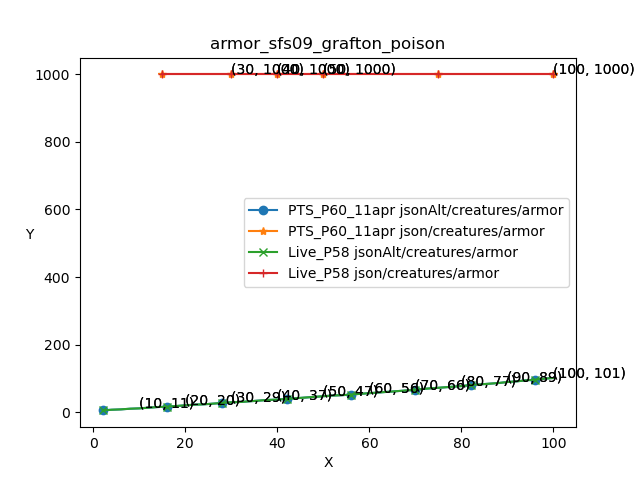 armor_sfs09_grafton_poison
1000
(30, 1000)
(40, 1000)
(50, 1000)
(100, 1000)
800
600
PTS_P60_11apr jsonAlt/creatures/armor
PTS_P60_11apr json/creatures/armor
Y
Live_P58 jsonAlt/creatures/armor
Live_P58 json/creatures/armor
400
200
(10, 11)
(20, 20)
(30, 29)
(40, 37)
(50, 47)
(60, 56)
(70, 66)
(80, 77)
(90, 89)
(100, 101)
0
0 20 40 60 80 100
X